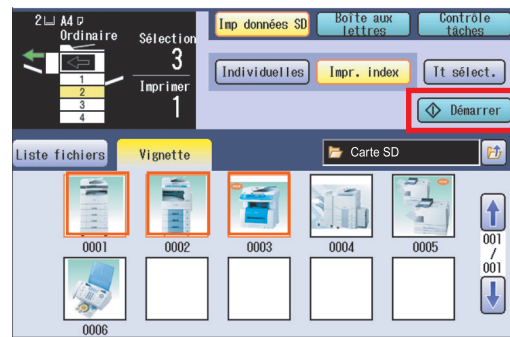 2 A4
Ordinaire
Sélection
3
Imprimer
1
1
2
3
4
Imp données SD
Boîte aux
lettres
Contrôle
tâches
Individuelles
Impr. index
Tt sélect.
Démarrer
Liste fichiers
Vignette
Carte SD
0001
0002
0003
0004
0005
0006
001
/
001